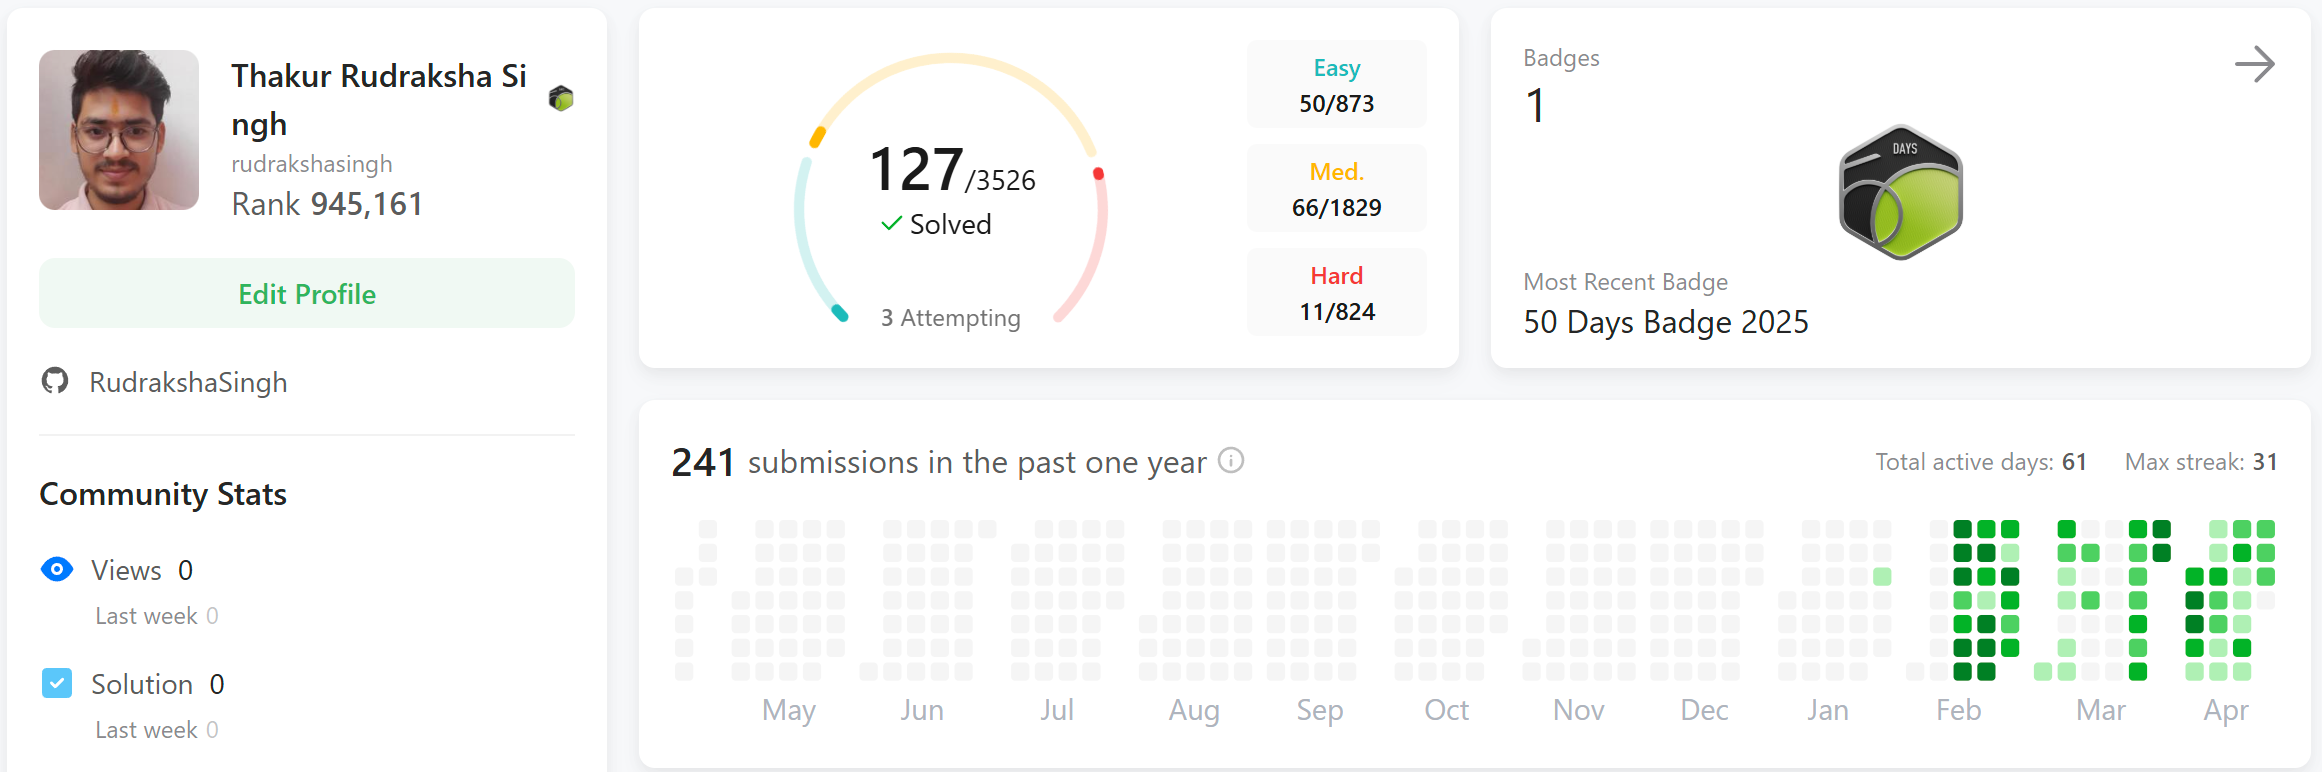 Thakur Rudraksha Si
ngh
rudrakshasingh
Rank 945,161
Edit Profile
RudrakshaSingh
Community Stats
Views 0
Last week 0
Solution 0
Last week 0
127/3526
Solved
3 Attempting
Easy
50/873
Med.
66/1829
Hard
11/824
Badges
1
DAYS
Most Recent Badge
50 Days Badge 2025
241 submissions in the past one year
Total active days: 61 Max streak: 31
May Jun Jul Aug Sep Oct Nov Dec Jan Feb Mar Apr